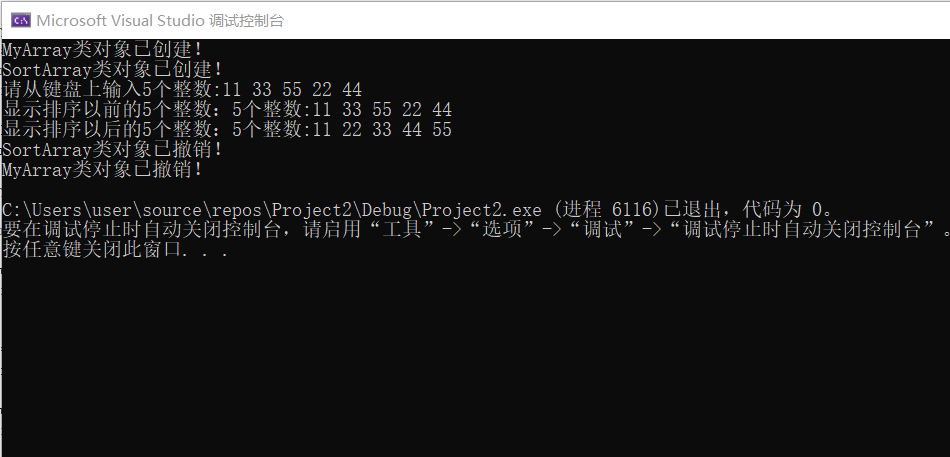 Microsoft Visual Studio 调试控制台
MyArray类对象已创建!
SortArray类对象已创建!
请从键盘上输入5个整数:11 33 55 22 44
显示排序以前的5个整数: 5个整数:11 33 55 22 44
显示排序以后的5个整数: 5个整数:11 22 33 44 55
SortArray类对象已撤销!
MyArray类对象已撤销!
C:\Users\user\source\repos\Project2\Debug\Project2.exe (进程 6116)已退出，代码为 0。
要在调试停止时自动关闭控制台，请启用“工具”->“选项”->“调试”->“调试停止时自动关闭控制台”。
按任意键关闭此窗口. . .